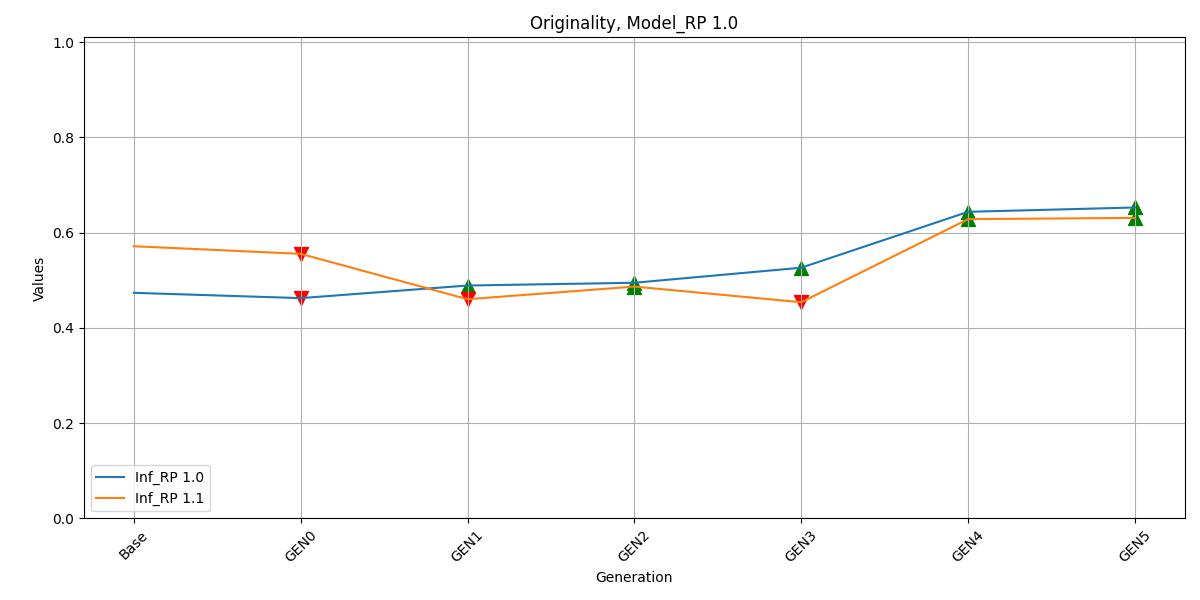 Originality, Model_RP 1.0
1.0
0.8
0.6
0.4
0.2
0.0
Values
Inf_RP 1.0
Inf_RP 1.1
Base
GEN0
GEN1
GEN2
GEN3
GEN4
GEN5
Generation